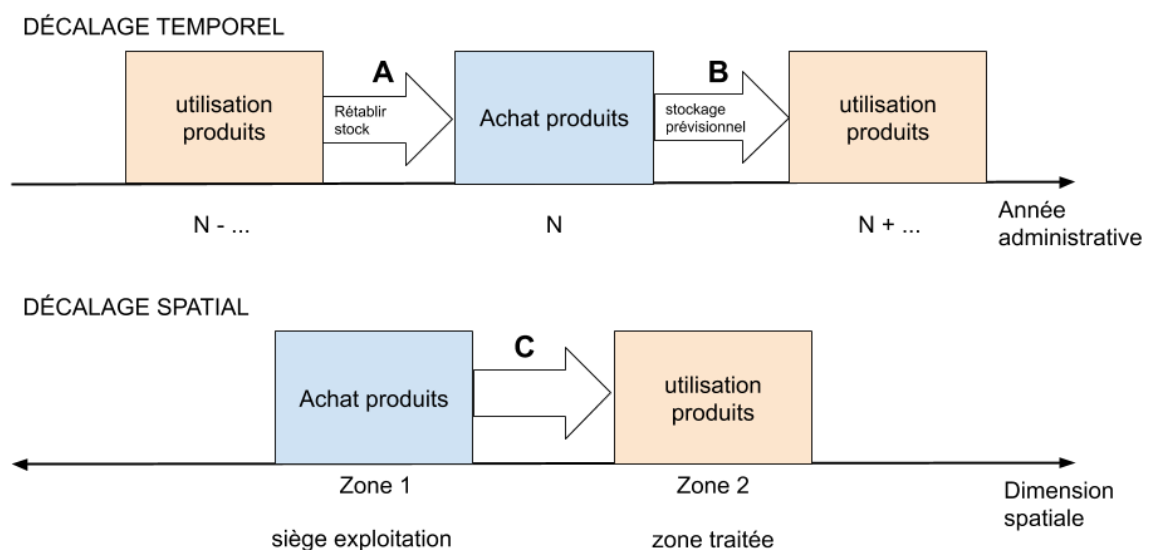 DÉCALAGE TEMPOREL
utilisation
produits
A
Rétablir
stock
Achat produits
B
stockage
prévisionnel
utilisation
produits
N - ...
N
N + ...
Année
administrative
DÉCALAGE SPATIAL
Achat produits
C
utilisation
produits
Zone 1
Zone 2
Dimension
spatiale
siège exploitation
zone traitée